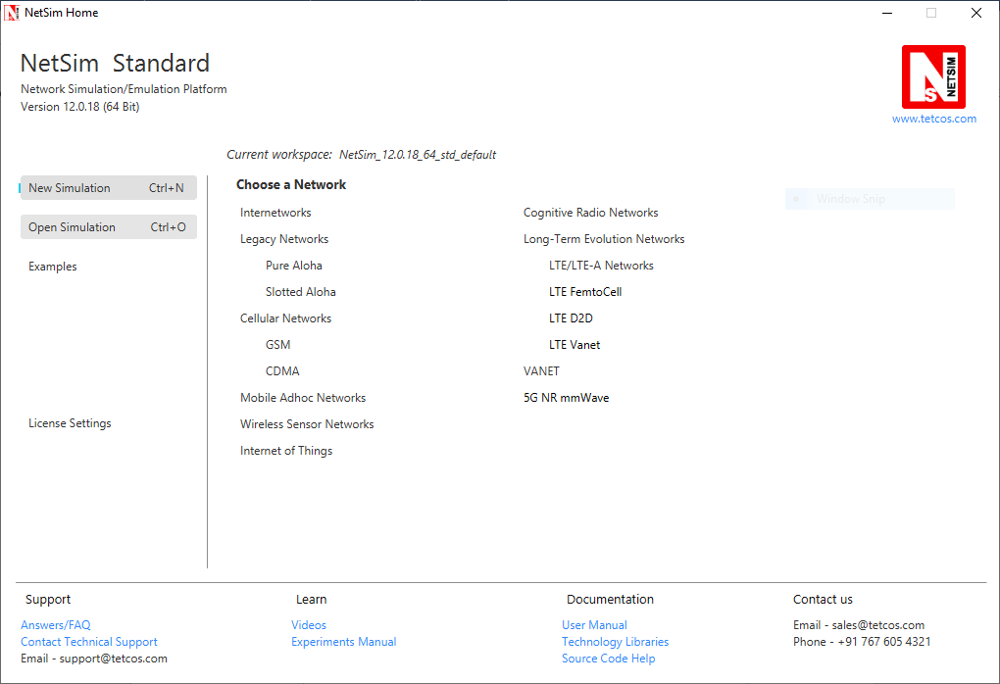 NetSim Home
NetSim Standard
Network Simulation/Emulation Platform
Version 12.0.18 (64 Bit)
NETSIM
www.tetcos.com
Current workspace: NetSim_12.0.18_64_std_default
New Simulation Ctrl+N
Open Simulation Ctrl+O
Examples
License Settings
Choose a Network
Internetworks
Legacy Networks
Pure Aloha
Slotted Aloha
Cellular Networks
GSM
CDMA
Mobile Adhoc Networks
Wireless Sensor Networks
Internet of Things
Cognitive Radio Networks
Long-Term Evolution Networks
LTE/LTE-A Networks
LTE FemtoCell
LTE D2D
LTE Vanet
VANET
5G NR mmWave
Window Snip
Support
Answers/FAQ
Contact Technical Support
Email - support@tetcos.com
Learn
Videos
Experiments Manual
Documentation
User Manual
Technology Libraries
Source Code Help
Contact us
Email - sales@tetcos.com
Phone - +91 767 605 4321